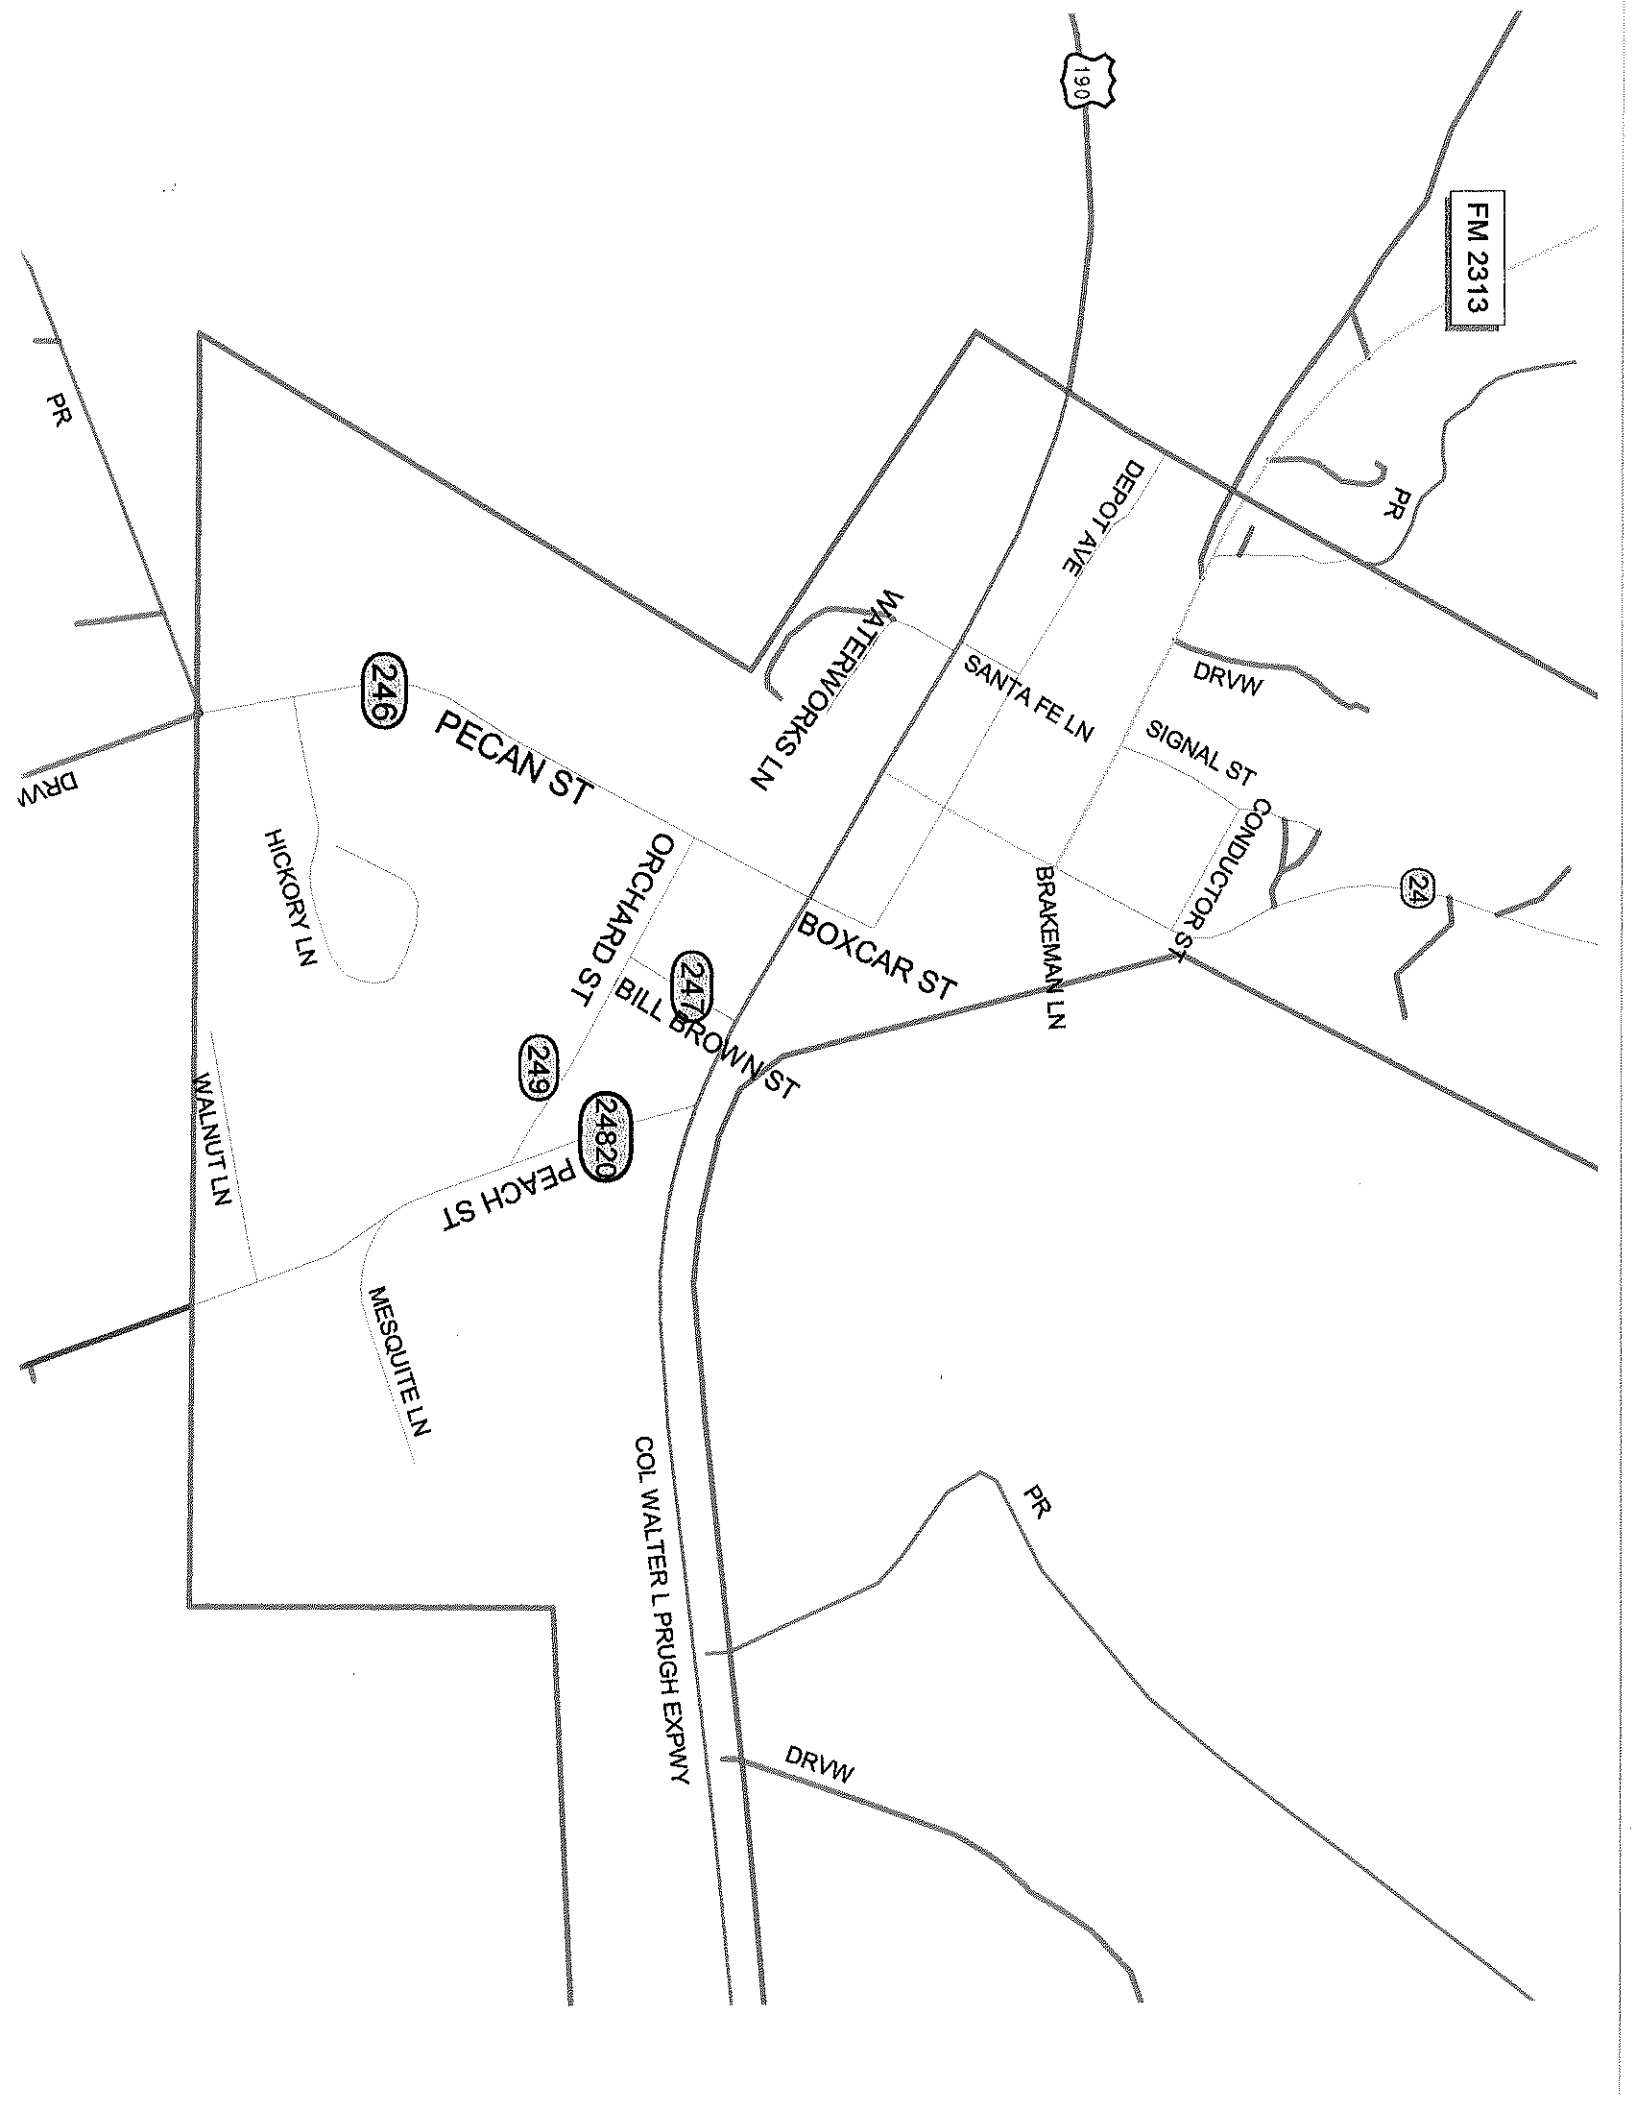 190
FM 2313
PR
PR
DEPOT AVE
WATERWORKS LN
SANTA FE LN
DRVW
SIGNAL ST
CONDUCTOR ST
24
246
PECAN ST
DRVW
HICKORY LN
ORCHARD ST
BOXCAR ST
BRAKEMAN LN
247
BILL BROWN ST
249
24820
PEACH ST
WALNUT LN
MESQUITE LN
COL WALTER L PRUGH EXPWY
PR
DRVW